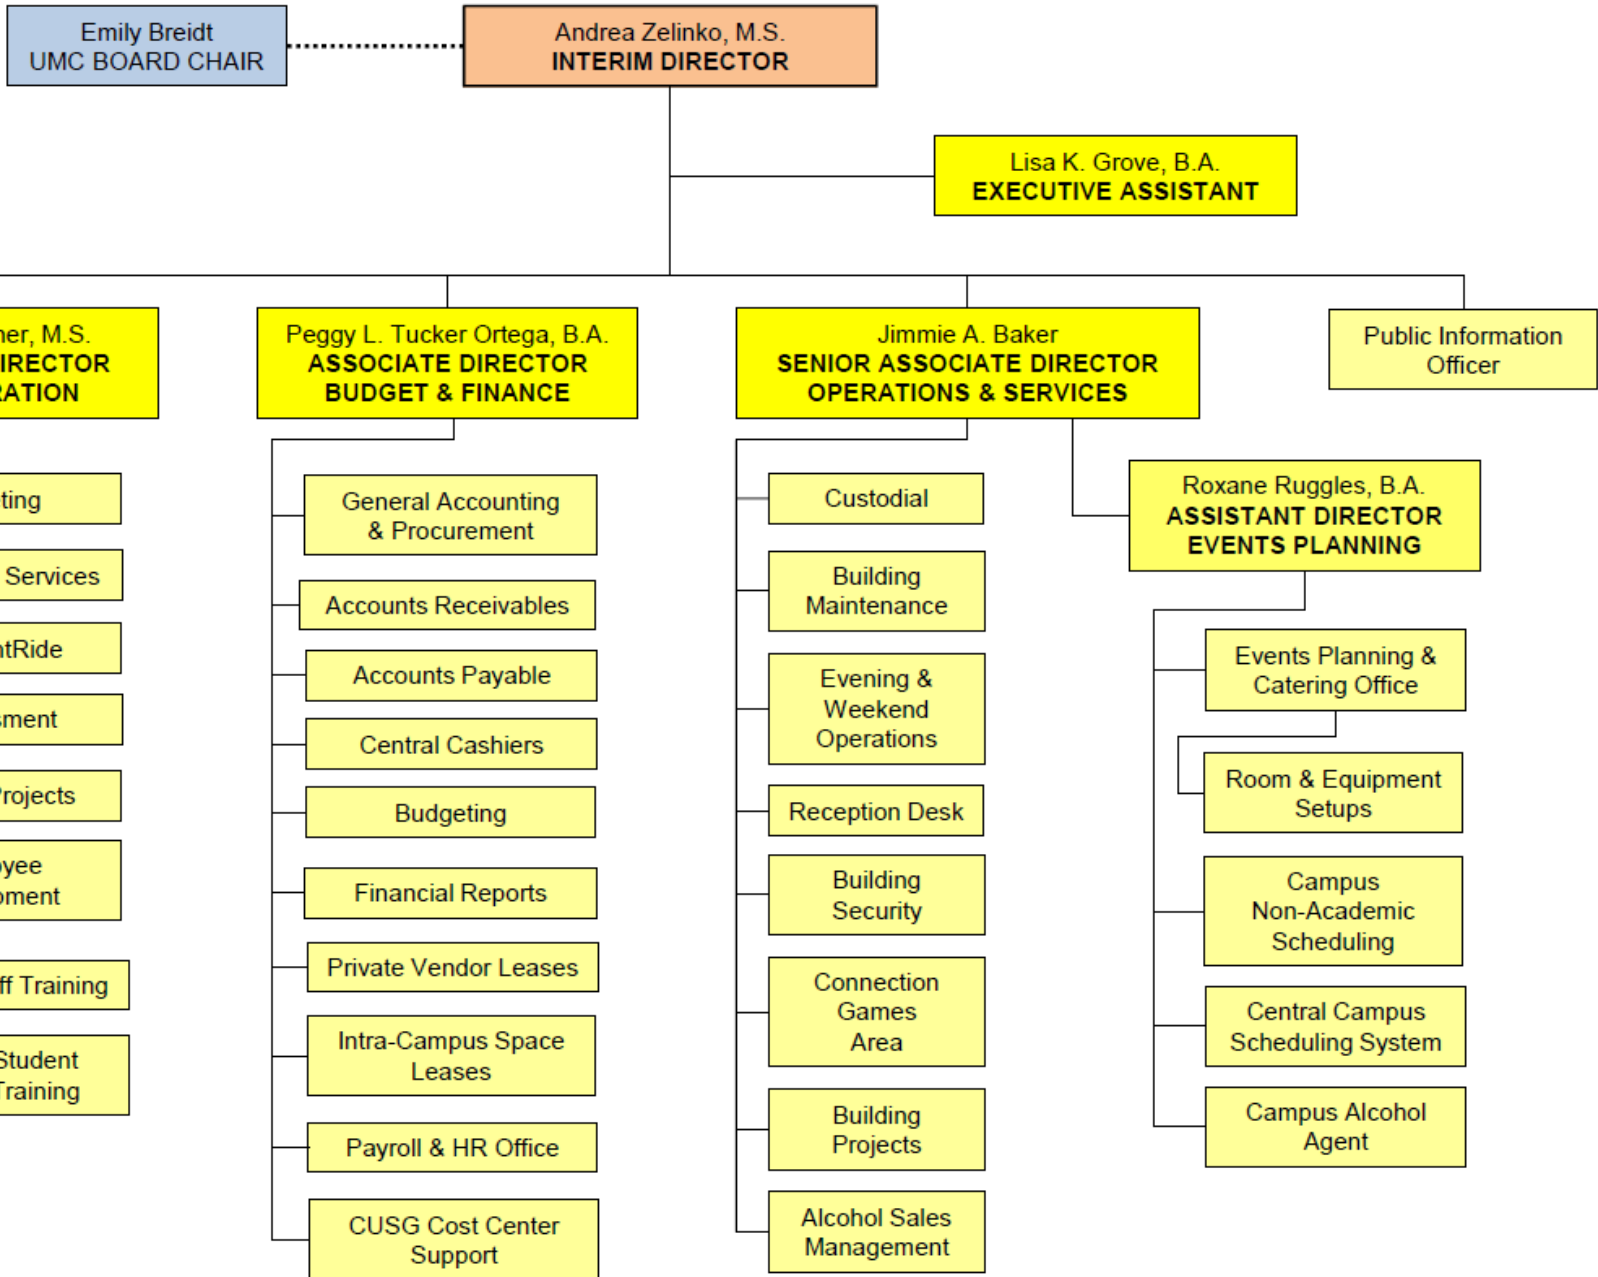 Emily Breidt
UMC BOARD CHAIR
Andrea Zelinko, M.S.
INTERIM DIRECTOR
Lisa K. Grove, B.A.
EXECUTIVE ASSISTANT
M.S.
Peggy L. Tucker Ortega, B.A.
ASSOCIATE DIRECTOR
BUDGET & FINANCE
Jimmie A. Baker
SENIOR ASSOCIATE DIRECTOR
OPERATIONS & SERVICES
Public Information
Officer
Services
Training
General Accounting
& Procurement
Accounts Receivables
Accounts Payable
Central Cashiers
Budgeting
Financial Reports
Private Vendor Leases
Intra-Campus Space
Leases
Payroll & HR Office
CUSG Cost Center
Support
Custodial
Building
Maintenance
Evening &
Weekend
Operations
Reception Desk
Building
Security
Connection
Games
Area
Building
Projects
Alcohol Sales
Management
Roxane Ruggles, B.A.
ASSISTANT DIRECTOR
EVENTS PLANNING
Events Planning &
Catering Office
Room & Equipment
Setups
Campus
Non-Academic
Scheduling
Central Campus
Scheduling System
Campus Alcohol
Agent